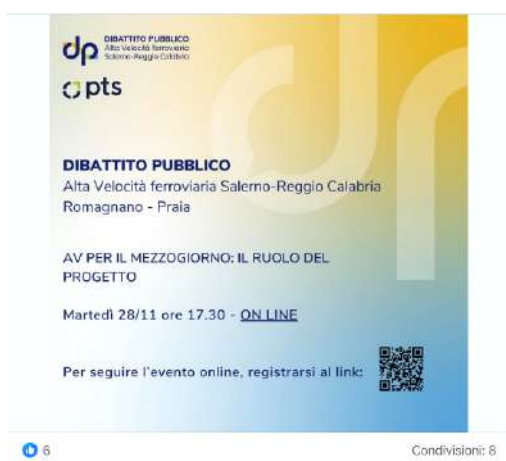 dp DIBATTITO PUBBLICO
Alta Velocità ferroviaria
Salerno-Reggio Calabria
pts
DIBATTITO PUBBLICO
Alta Velocità ferroviaria Salerno-Reggio Calabria
Romagnano - Praia
AV PER IL MEZZOGIORNO: IL RUOLO DEL
PROGETTO
Martedì 28/11 ore 17.30 - ON LINE
Per seguire l'evento online, registrarsi al link:
6
Condivisioni: 8